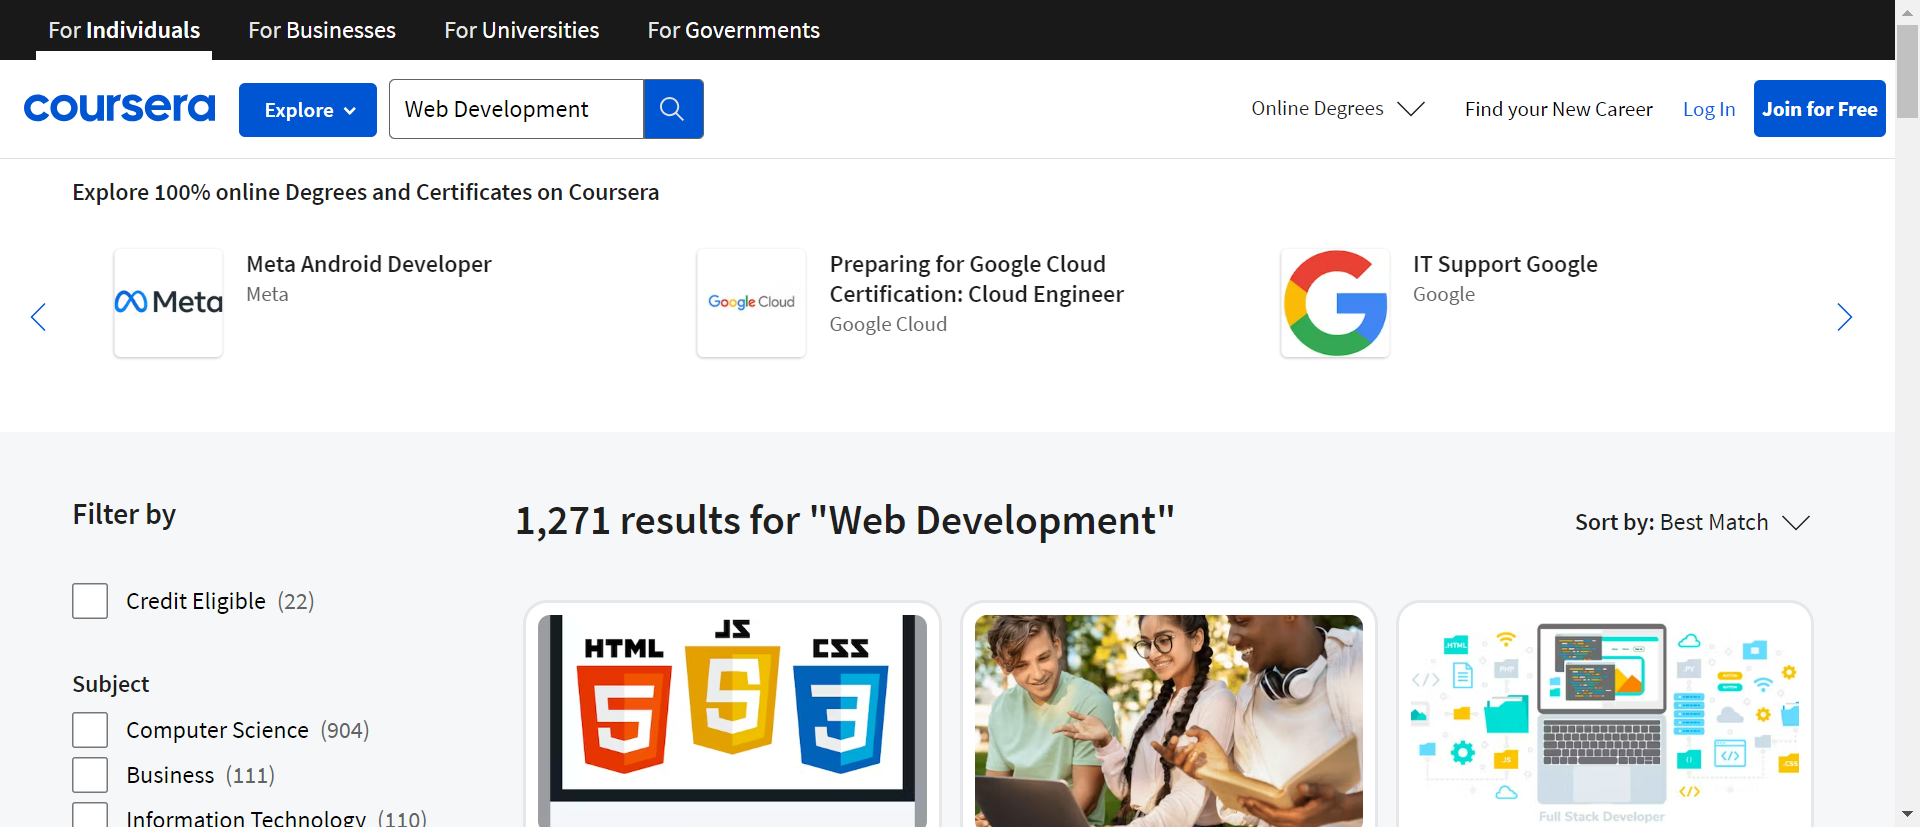 For Individuals
For Businesses
For Universities
For Governments
coursera
Explore
Web Development
Online Degrees
Find your New Career
Log In
Join for Free
Explore 100% online Degrees and Certificates on Coursera
Meta
Meta Android Developer
Meta
Google Cloud
Preparing for Google Cloud
Certification: Cloud Engineer
Google Cloud
IT Support Google
Google
Filter by
1,271 results for "Web Development"
Sort by: Best Match
Credit Eligible (22)
Subject
Computer Science (904)
Business (111)
Information Technology (110)
HTML
JS
CSS
5
5
3
.HTML
PHP
</>
.PY
JS
{}
</>
.CSS
</>
Full Stack Developer